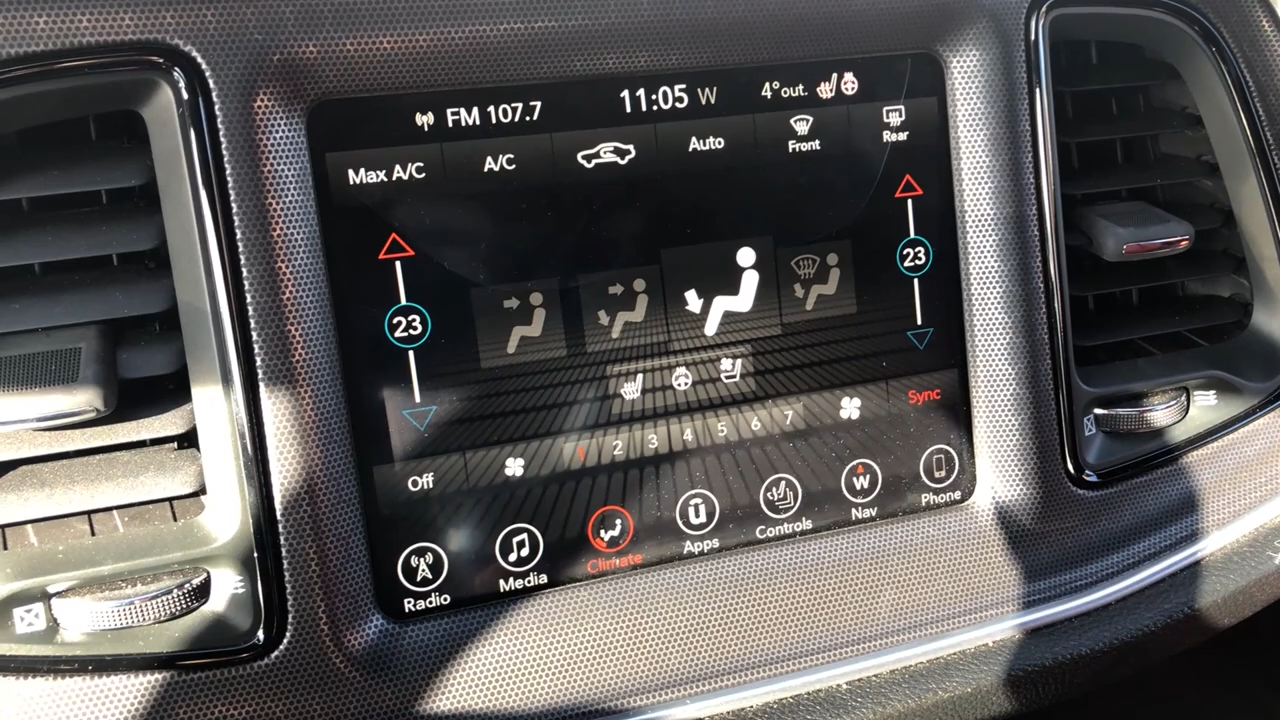 FM 107.7 11:05 W 4° out.
Max A/C A/C Auto Front Rear
23 23
Sync
1 2 3 4 5 6 7
Off
W
Radio Media Climate Apps Controls Nav Phone